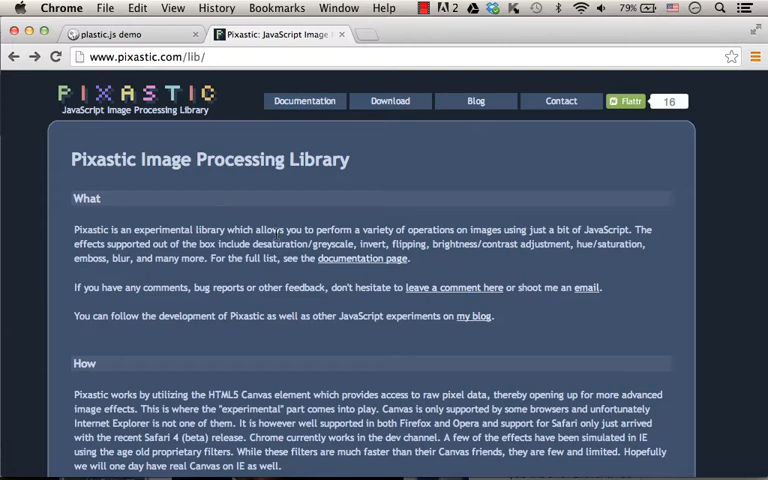 Chrome File Edit View History Bookmarks Window Help 2 79%
plastic.js demo × Pixastic: JavaScript Image ×
www.pixastic.com/lib/
PIXASTIC
JavaScript Image Processing Library
Documentation Download Blog Contact Flattr 16
Pixastic Image Processing Library
What
Pixastic is an experimental library which allows you to perform a variety of operations on images using just a bit of JavaScript. The
effects supported out of the box include desaturation/greyscale, invert, flipping, brightness/contrast adjustment, hue/saturation,
emboss, blur, and many more. For the full list, see the documentation page.
If you have any comments, bug reports or other feedback, don't hesitate to leave a comment here or shoot me an email.
You can follow the development of Pixastic as well as other JavaScript experiments on my blog.
How
Pixastic works by utilizing the HTML5 Canvas element which provides access to raw pixel data, thereby opening up for more advanced
image effects. This is where the "experimental" part comes into play. Canvas is only supported by some browsers and unfortunately
Internet Explorer is not one of them. It is however well supported in both Firefox and Opera and support for Safari only just arrived
with the recent Safari 4 (beta) release. Chrome currently works in the dev channel. A few of the effects have been simulated in IE
using the age old proprietary filters. While these filters are much faster than their Canvas friends, they are few and limited. Hopefully
we will one day have real Canvas on IE as well.